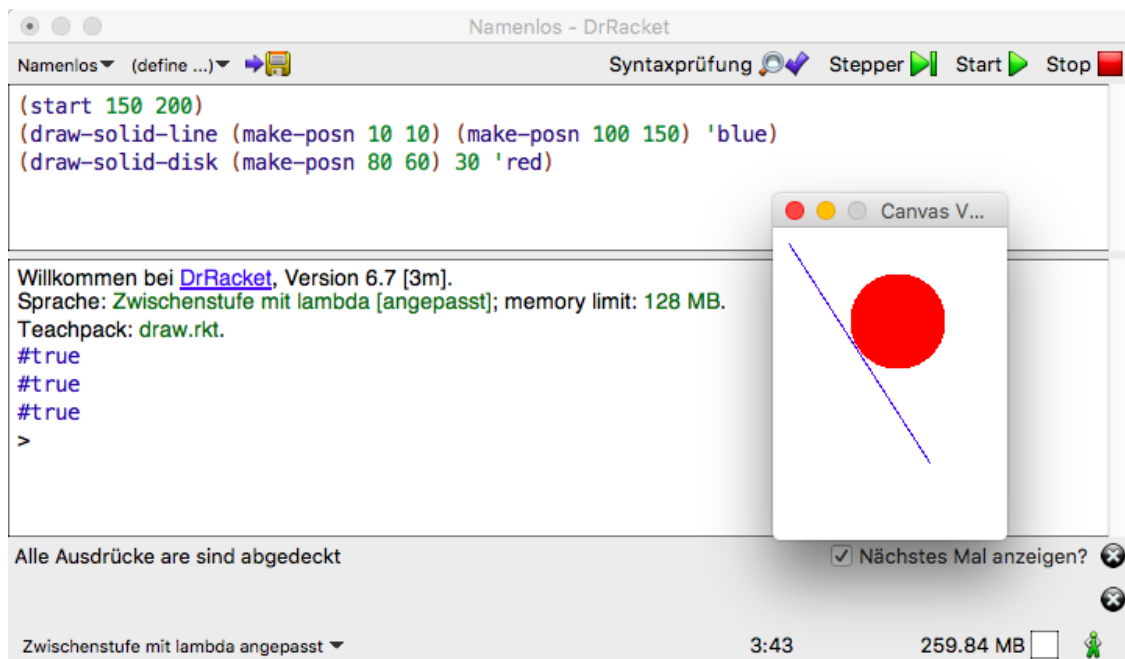 Namenlos - DrRacket
Namenlos (define ...) Syntaxprüfung Stepper Start Stop
(start 150 200)
(draw-solid-line (make-posn 10 10) (make-posn 100 150) 'blue)
(draw-solid-disk (make-posn 80 60) 30 'red)
Canvas V...
Willkommen bei DrRacket, Version 6.7 [3m].
Sprache: Zwischenstufe mit lambda [angepasst]; memory limit: 128 MB.
Teachpack: draw.rkt.
#true
#true
#true
>
Alle Ausdrücke are sind abgedeckt Nächstes Mal anzeigen?
Zwischenstufe mit lambda angepasst 3:43 259.84 MB